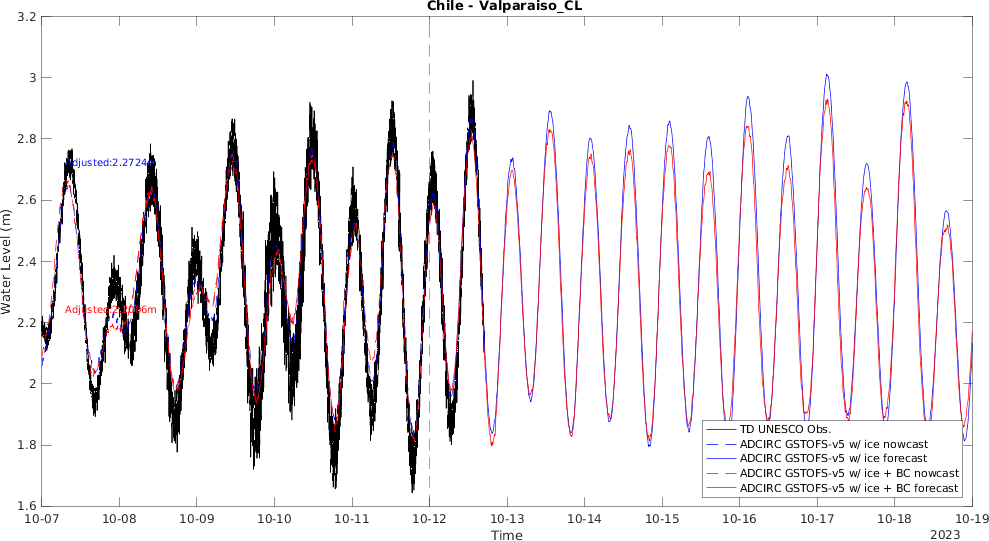 Chile - Valparaiso_CL
3.2
3
2.8
2.6
2.4
2.2
2
1.8
1.6
Water Level (m)
Adjusted:2.2724m
TD UNESCO Obs.
ADCIRC GSTOFS-v5 w/ ice nowcast
ADCIRC GSTOFS-v5 w/ ice forecast
ADCIRC GSTOFS-v5 w/ ice + BC nowcast
ADCIRC GSTOFS-v5 w/ ice + BC forecast
10-07 10-08 10-09 10-10 10-11 10-12 10-13 10-14 10-15 10-16 10-17 10-18 10-19
Time
2023